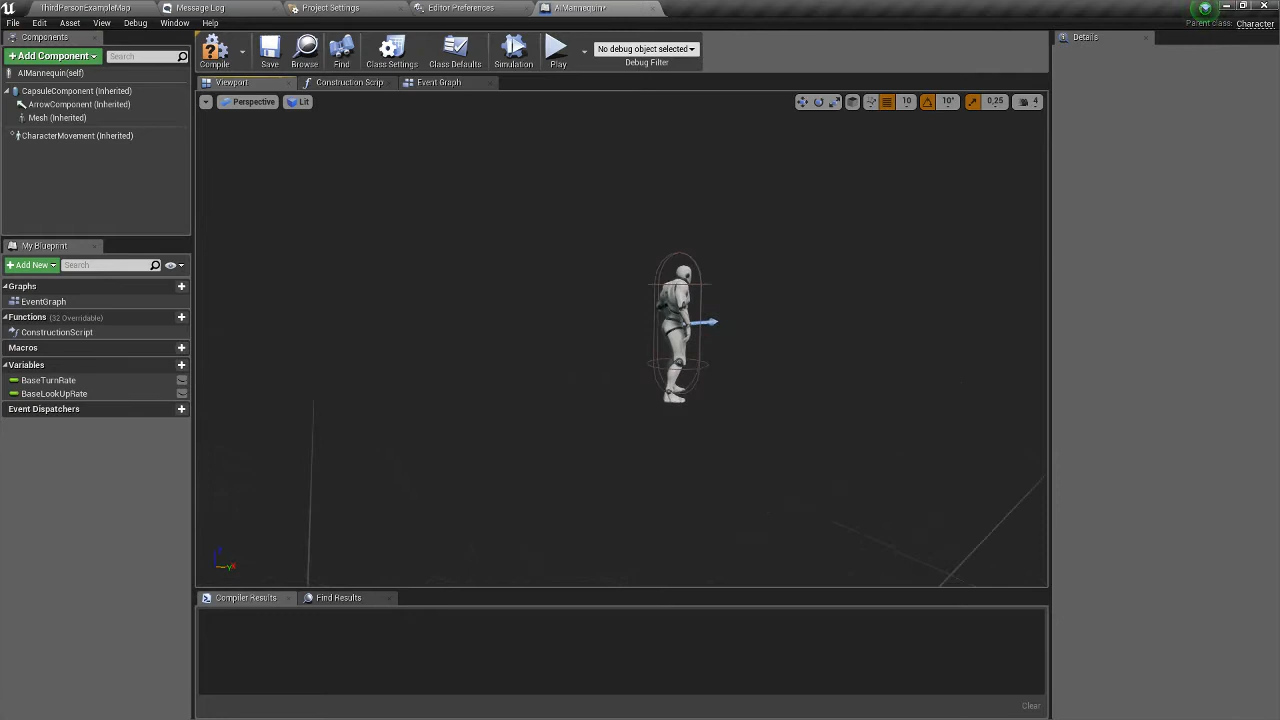 ThirdPersonExampleMap
Message Log
Project Settings
Editor Preferences
AIMannequin*
File Edit Asset View Debug Window Help
Parent class: Character
Components
Add Component
Search
AIMannequin(self)
CapsuleComponent (Inherited)
ArrowComponent (Inherited)
Mesh (Inherited)
CharacterMovement (Inherited)
My Blueprint
Add New
Search
Graphs
EventGraph
Functions (32 Overridable)
ConstructionScript
Macros
Variables
BaseTurnRate
BaseLookUpRate
Event Dispatchers
Compile
Save
Browse
Find
Class Settings
Class Defaults
Simulation
Play
No debug object selected
Debug Filter
Viewport
Construction Scrip
Event Graph
Perspective
Lit
10
10°
0,25
4
Compiler Results
Find Results
Clear
Details